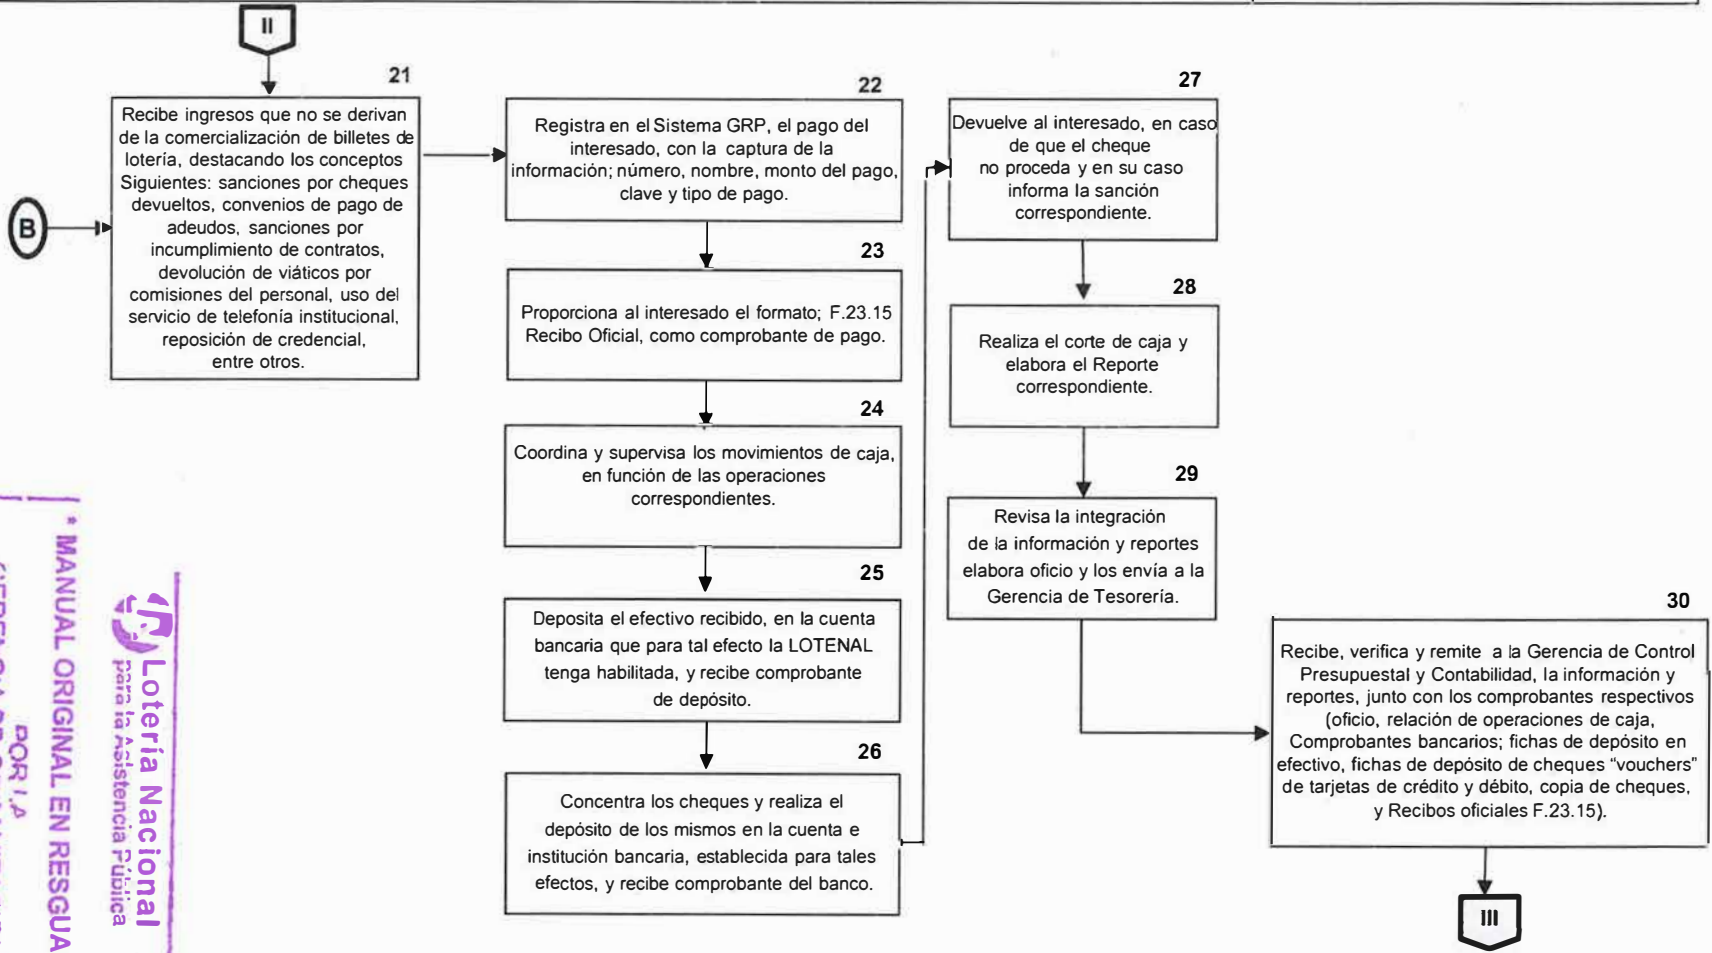 II
21
Recibe ingresos que no se derivan
de la comercialización de billetes de
lotería, destacando los conceptos
Siguientes: sanciones por cheques
devueltos, convenios de pago de
adeudos, sanciones por
incumplimiento de contratos,
devolución de viáticos por
comisiones del personal, uso del
servicio de telefonía institucional,
reposición de credencial,
entre otros.
B
22
Registra en el Sistema GRP, el pago del
interesado, con la captura de la
información; número, nombre, monto del pago,
clave y tipo de pago.
23
Proporciona al interesado el formato; F.23.15
Recibo Oficial, como comprobante de pago.
24
Coordina y supervisa los movimientos de caja,
en función de las operaciones
correspondientes.
25
Deposita el efectivo recibido, en la cuenta
bancaria que para tal efecto la LOTENAL
tenga habilitada, y recibe comprobante
de depósito.
26
Concentra los cheques y realiza el
depósito de los mismos en la cuenta e
institución bancaria, establecida para tales
efectos, y recibe comprobante del banco.
27
Devuelve al interesado, en caso
de que el cheque
no proceda y en su caso
informa la sanción
correspondiente.
28
Realiza el corte de caja y
elabora el Reporte
correspondiente.
29
Revisa la integración
de la información y reportes
elabora oficio y los envía a la
Gerencia de Tesorería.
30
Recibe, verifica y remite a la Gerencia de Control
Presupuestal y Contabilidad, la información y
reportes, junto con los comprobantes respectivos
(oficio, relación de operaciones de caja,
Comprobantes bancarios; fichas de depósito en
efectivo, fichas de depósito de cheques “vouchers”
de tarjetas de crédito y débito, copia de cheques,
y Recibos oficiales F.23.15).
III
Lotería Nacional
para la Asistencia Pública
* MANUAL ORIGINAL EN RESGUA
POR LA